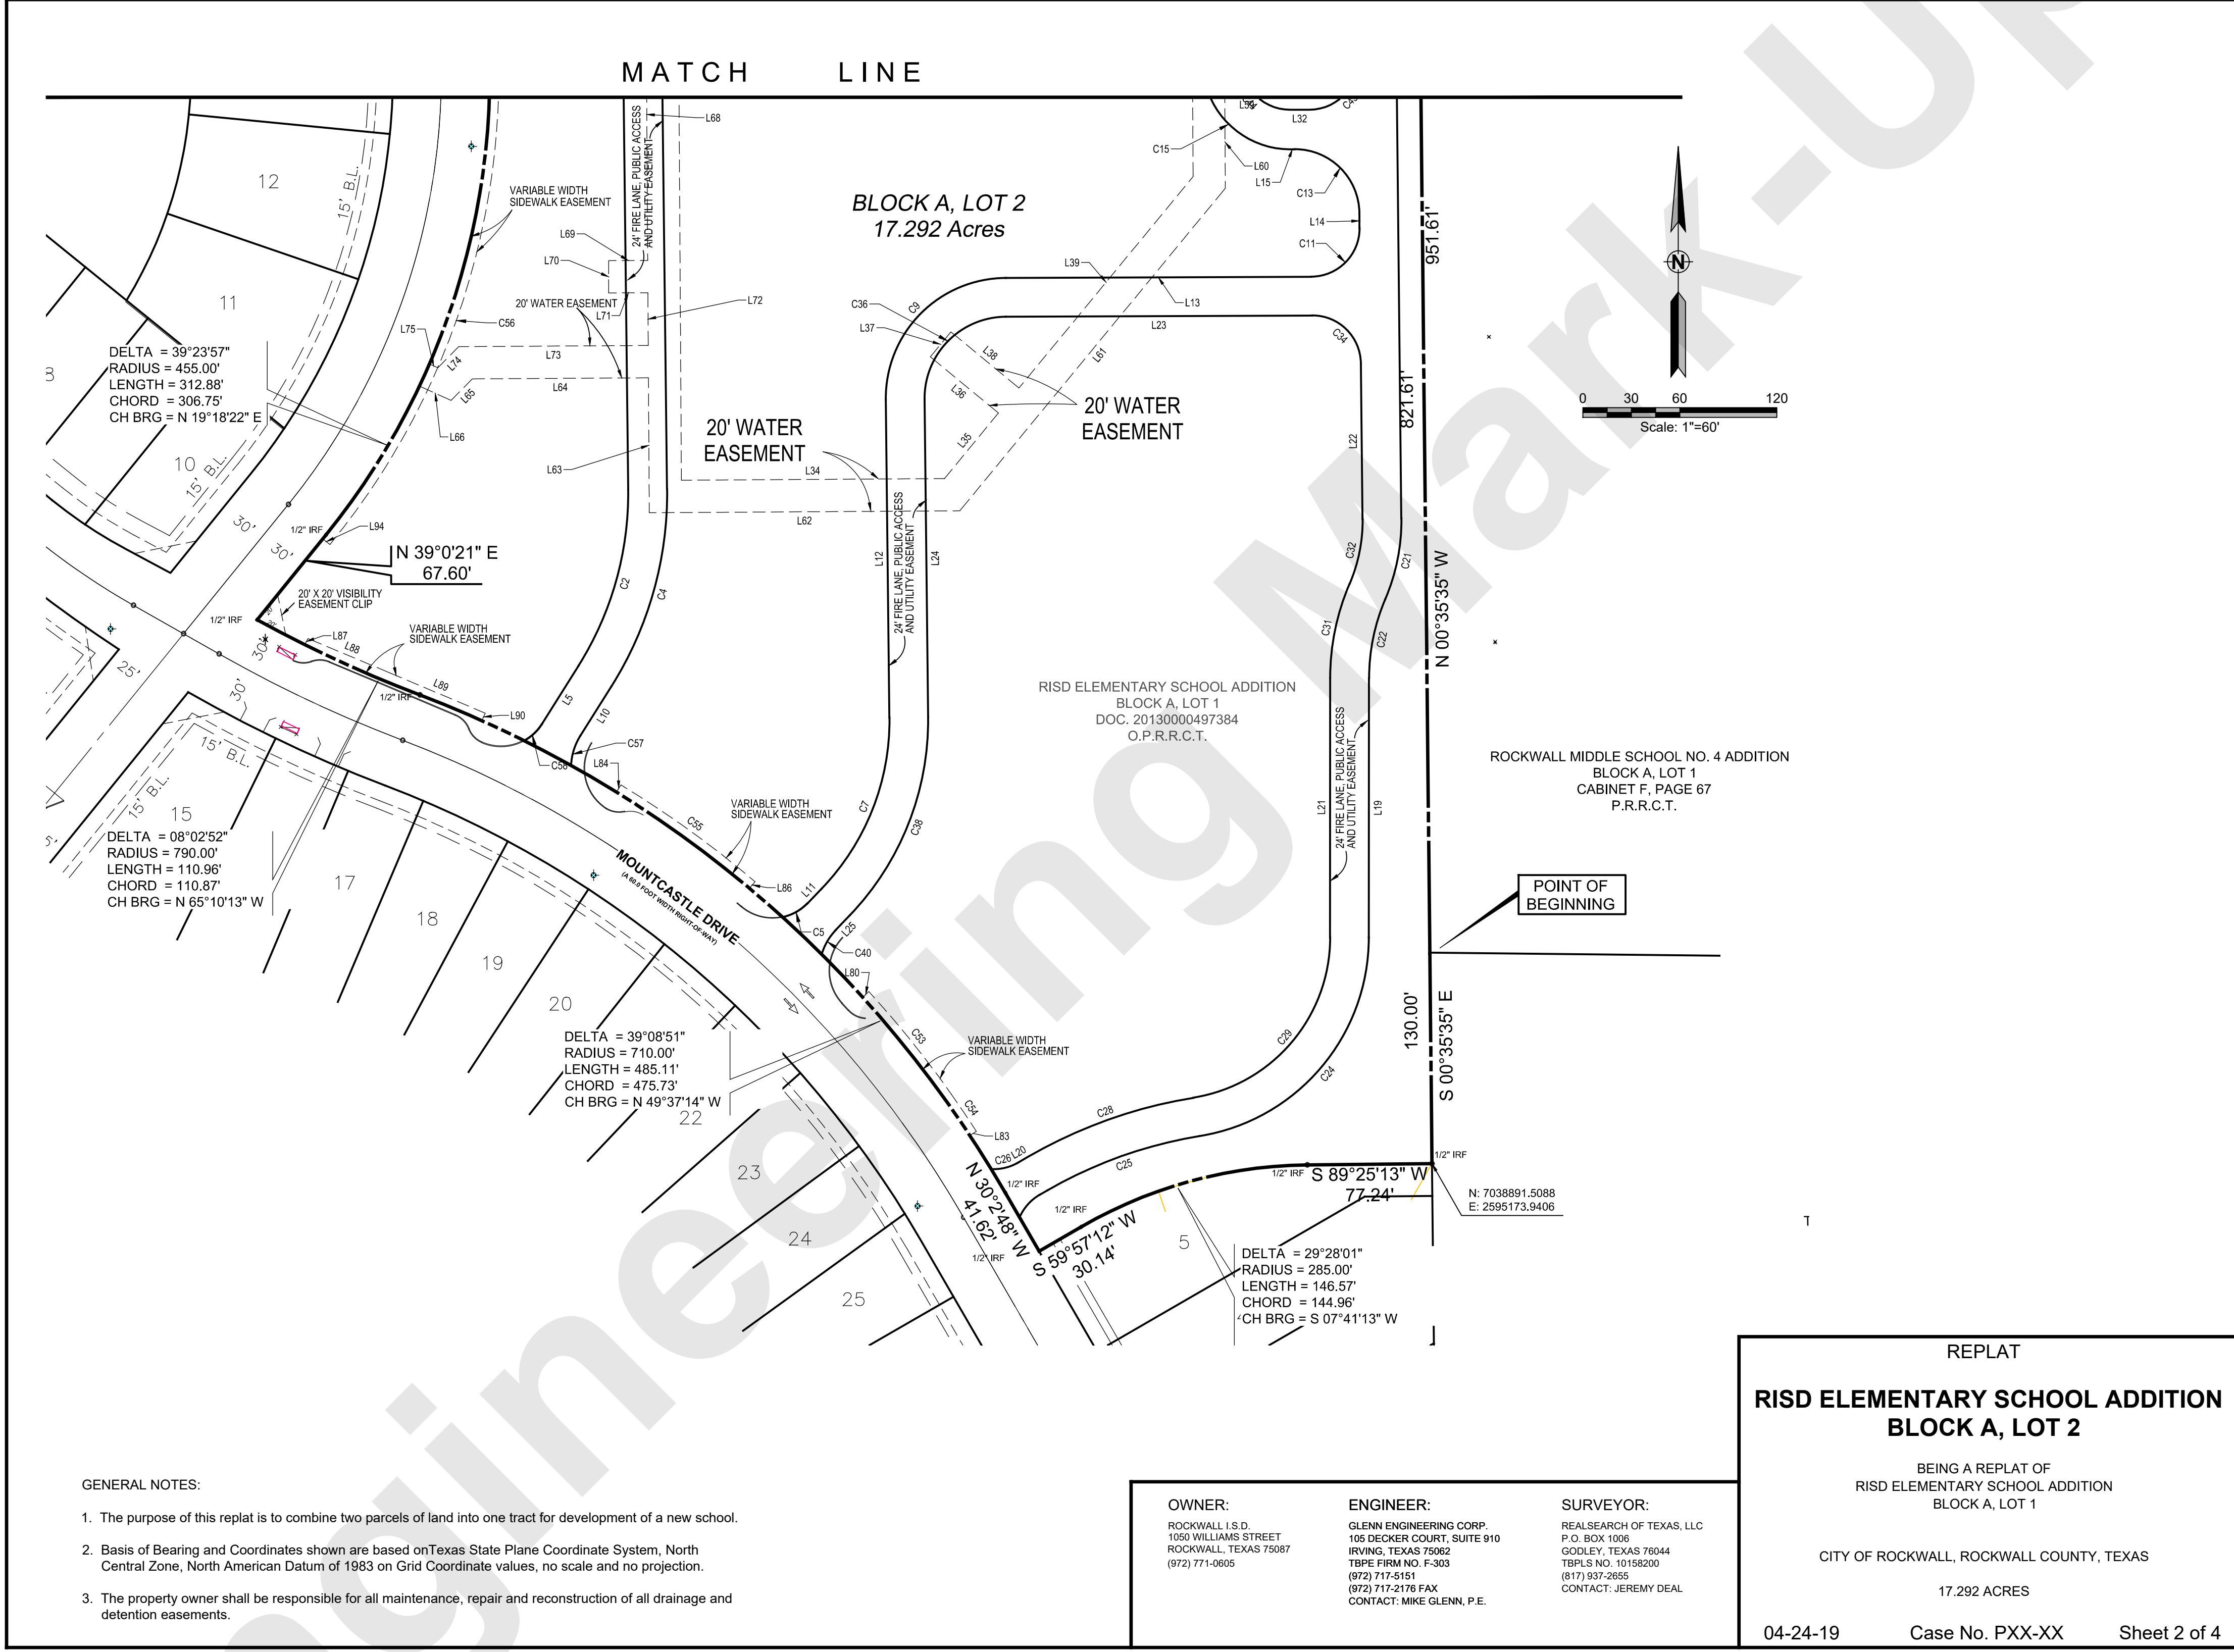 MATCH LINE
12
15' B.L.
11
8
10
15' B.L.
VARIABLE WIDTH
SIDEWALK EASEMENT
24' FIRE LANE, PUBLIC ACCESS
AND UTILITY EASEMENT
L68
L69
L70
L71
L72
20' WATER EASEMENT
L73
L74
L75
C56
L64
L65
L66
L63
BLOCK A, LOT 2
17.292 Acres
L59
L32
C15
L60
L15
C13
L14
C11
L39
L13
C9
C36
L37
L23
C34
L38
L61
L36
L35
L34
L62
L22
20' WATER
EASEMENT
20' WATER
EASEMENT
951.61'
821.61'
N
0 30 60 120
Scale: 1"=60'
DELTA = 39°23'57"
RADIUS = 455.00'
LENGTH = 312.88'
CHORD = 306.75'
CH BRG = N 19°18'22" E
30'
30'
1/2" IRF
L94
N 39°0'21" E
67.60'
20' X 20' VISIBILITY
EASEMENT CLIP
20'
20'
1/2" IRF
25'
30'
30'
L87
L88
L89
L90
VARIABLE WIDTH
SIDEWALK EASEMENT
1/2" IRF
C2
C4
L5
L10
C57
C58
L84
L12
L24
24' FIRE LANE, PUBLIC ACCESS
AND UTILITY EASEMENT
C32
C21
C31
C22
N 00°35'35" W
RISD ELEMENTARY SCHOOL ADDITION
BLOCK A, LOT 1
DOC. 20130000497384
O.P.R.R.C.T.
24' FIRE LANE, PUBLIC ACCESS
AND UTILITY EASEMENT
L21
L19
ROCKWALL MIDDLE SCHOOL NO. 4 ADDITION
BLOCK A, LOT 1
CABINET F, PAGE 67
P.R.R.C.T.
POINT OF
BEGINNING
15' B.L.
15' B.L.
15
5'
DELTA = 08°02'52"
RADIUS = 790.00'
LENGTH = 110.96'
CHORD = 110.87'
CH BRG = N 65°10'13" W
17
18
19
20
22
23
24
25
5
C55
VARIABLE WIDTH
SIDEWALK EASEMENT
L86
C7
C38
L11
L25
C5
C40
L80
MOUNTCASTLE DRIVE
(A 60.0 FOOT WIDTH RIGHT-OF-WAY)
DELTA = 39°08'51"
RADIUS = 710.00'
LENGTH = 485.11'
CHORD = 475.73'
CH BRG = N 49°37'14" W
C53
VARIABLE WIDTH
SIDEWALK EASEMENT
C54
L83
C29
C24
C28
C26
L20
C25
130.00'
S 00°35'35" E
1/2" IRF
1/2" IRF
1/2" IRF
1/2" IRF
1/2" IRF
N 30°2'48" W
41.62'
S 59°57'12" W
30.14'
S 89°25'13" W
77.24'
N: 7038891.5088
E: 2595173.9406
T
DELTA = 29°28'01"
RADIUS = 285.00'
LENGTH = 146.57'
CHORD = 144.96'
CH BRG = S 07°41'13" W
GENERAL NOTES:
1. The purpose of this replat is to combine two parcels of land into one tract for development of a new school.
2. Basis of Bearing and Coordinates shown are based onTexas State Plane Coordinate System, North
Central Zone, North American Datum of 1983 on Grid Coordinate values, no scale and no projection.
3. The property owner shall be responsible for all maintenance, repair and reconstruction of all drainage and
detention easements.
OWNER:
ROCKWALL I.S.D.
1050 WILLIAMS STREET
ROCKWALL, TEXAS 75087
(972) 771-0605
ENGINEER:
GLENN ENGINEERING CORP.
105 DECKER COURT, SUITE 910
IRVING, TEXAS 75062
TBPE FIRM NO. F-303
(972) 717-5151
(972) 717-2176 FAX
CONTACT: MIKE GLENN, P.E.
SURVEYOR:
REALSEARCH OF TEXAS, LLC
P.O. BOX 1006
GODLEY, TEXAS 76044
TBPLS NO. 10158200
(817) 937-2655
CONTACT: JEREMY DEAL
REPLAT
RISD ELEMENTARY SCHOOL ADDITION
BLOCK A, LOT 2
BEING A REPLAT OF
RISD ELEMENTARY SCHOOL ADDITION
BLOCK A, LOT 1
CITY OF ROCKWALL, ROCKWALL COUNTY, TEXAS
17.292 ACRES
04-24-19 Case No. PXX-XX Sheet 2 of 4
ngineering Mark-Up